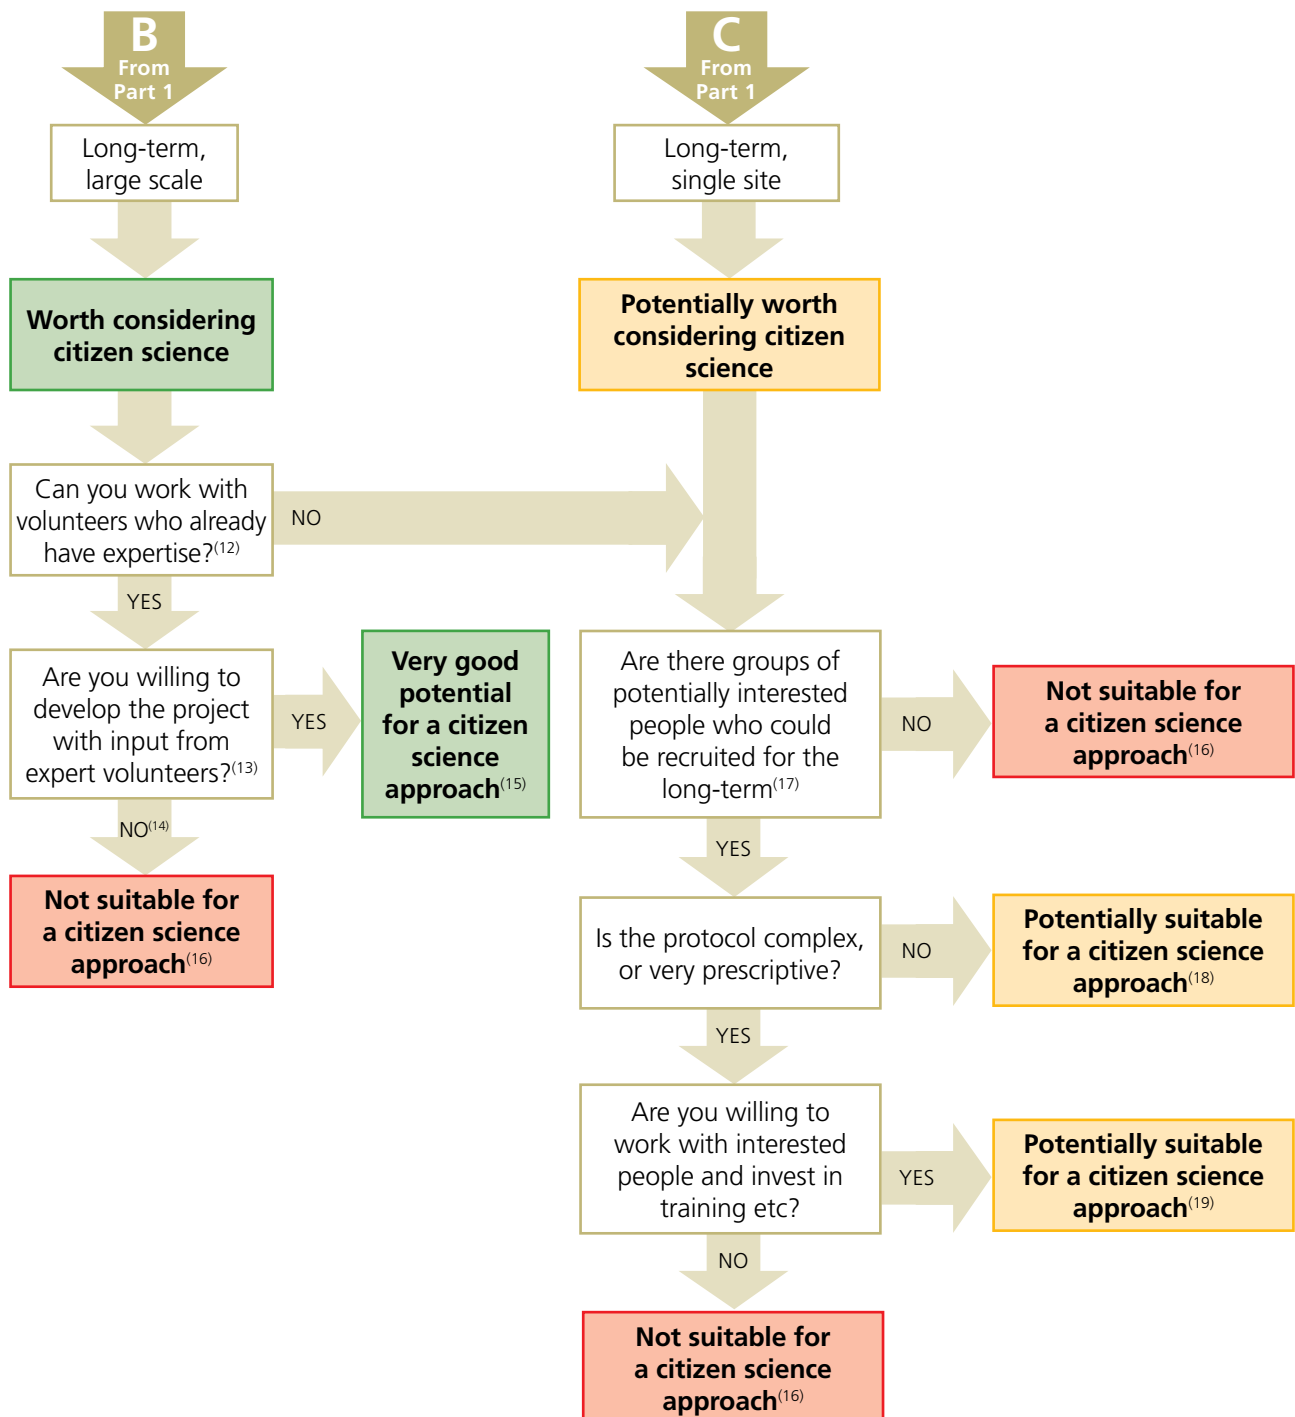 B
From
Part 1
Long-term,
large scale
Worth considering
citizen science
Can you work with
volunteers who already
have expertise?(12)
NO
YES
Are you willing to
develop the project
with input from
expert volunteers?(13)
YES
Very good
potential
for a citizen
science
approach(15)
NO(14)
Not suitable for
a citizen science
approach(16)
C
From
Part 1
Long-term,
single site
Potentially worth
considering citizen
science
Are there groups of
potentially interested
people who could
be recruited for the
long-term(17)
NO
Not suitable for
a citizen science
approach(16)
YES
Is the protocol complex,
or very prescriptive?
NO
Potentially suitable
for a citizen science
approach(18)
YES
Are you willing to
work with interested
people and invest in
training etc?
YES
Potentially suitable
for a citizen science
approach(19)
NO
Not suitable for
a citizen science
approach(16)